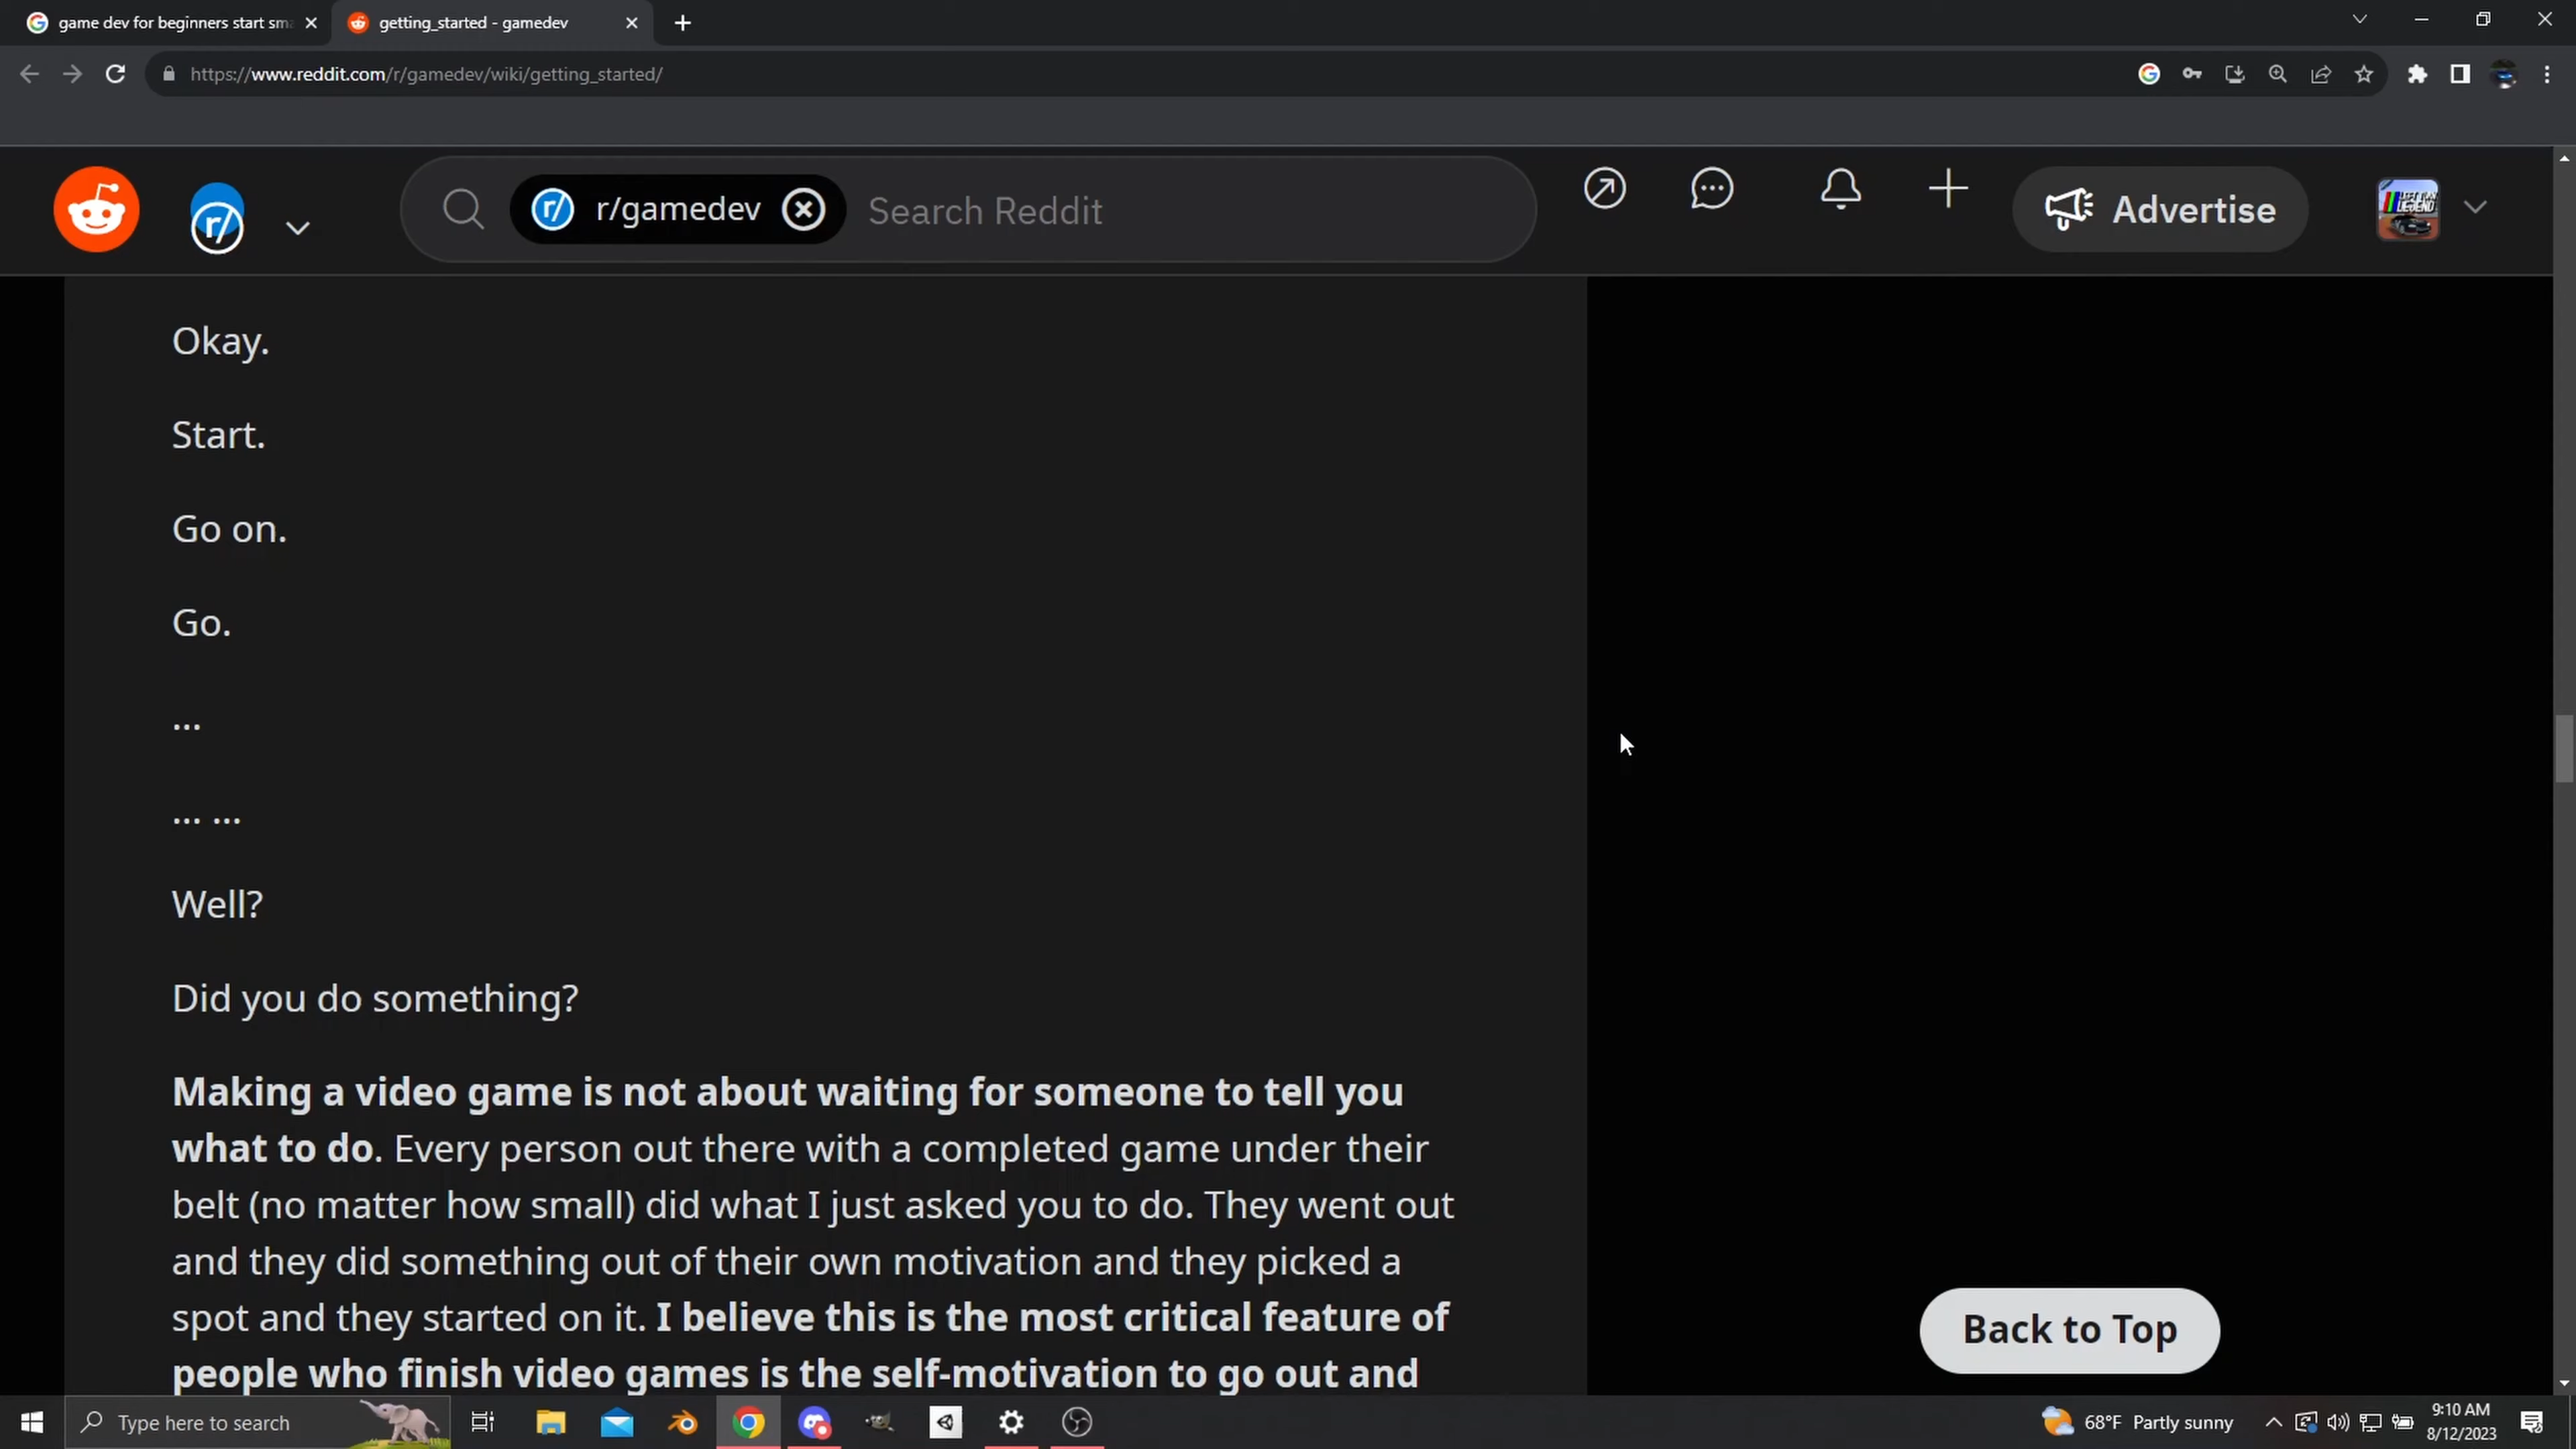 game dev for beginners start sma
getting_started - gamedev
https://www.reddit.com/r/gamedev/wiki/getting_started/
r/
r/ r/gamedev Search Reddit
Advertise
Okay.
Start.
Go on.
Go.
...
... ...
Well?
Did you do something?
Making a video game is not about waiting for someone to tell you
what to do. Every person out there with a completed game under their
belt (no matter how small) did what I just asked you to do. They went out
and they did something out of their own motivation and they picked a
spot and they started on it. I believe this is the most critical feature of
people who finish video games is the self-motivation to go out and
Back to Top
Type here to search
68°F Partly sunny
9:10 AM
8/12/2023